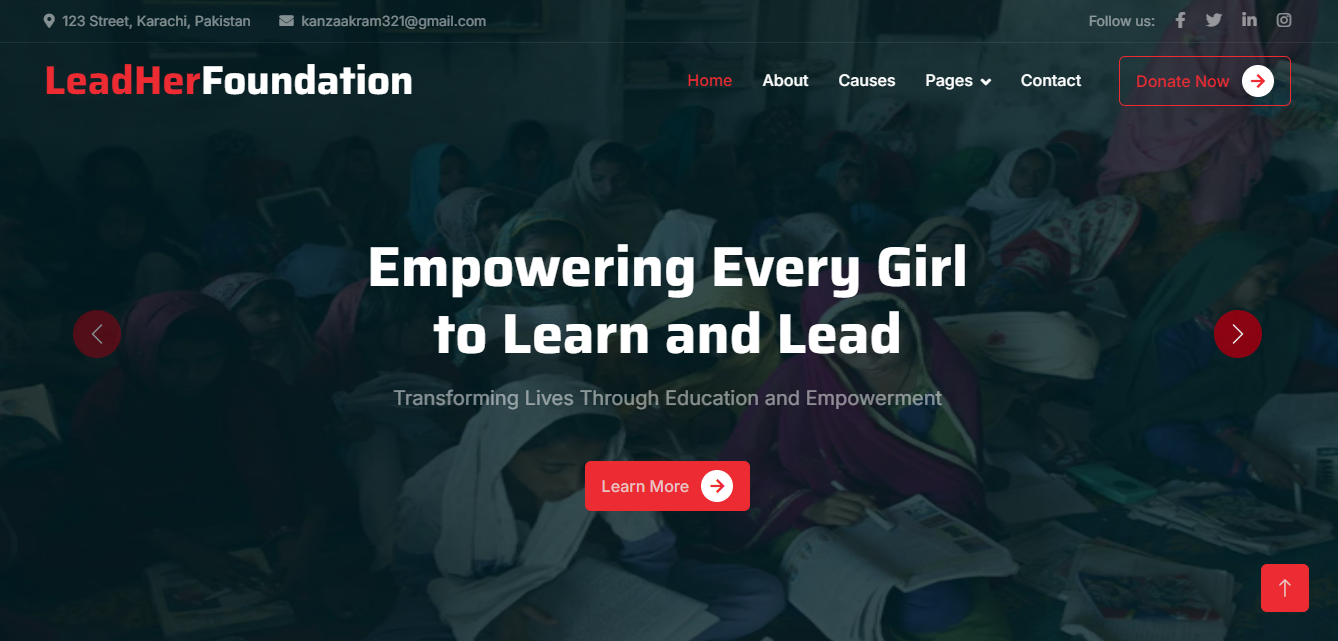 123 Street, Karachi, Pakistan kanzaakram321@gmail.com Follow us:
LeadHerFoundation Home About Causes Pages Contact Donate Now
Empowering Every Girl
to Learn and Lead
Transforming Lives Through Education and Empowerment
Learn More